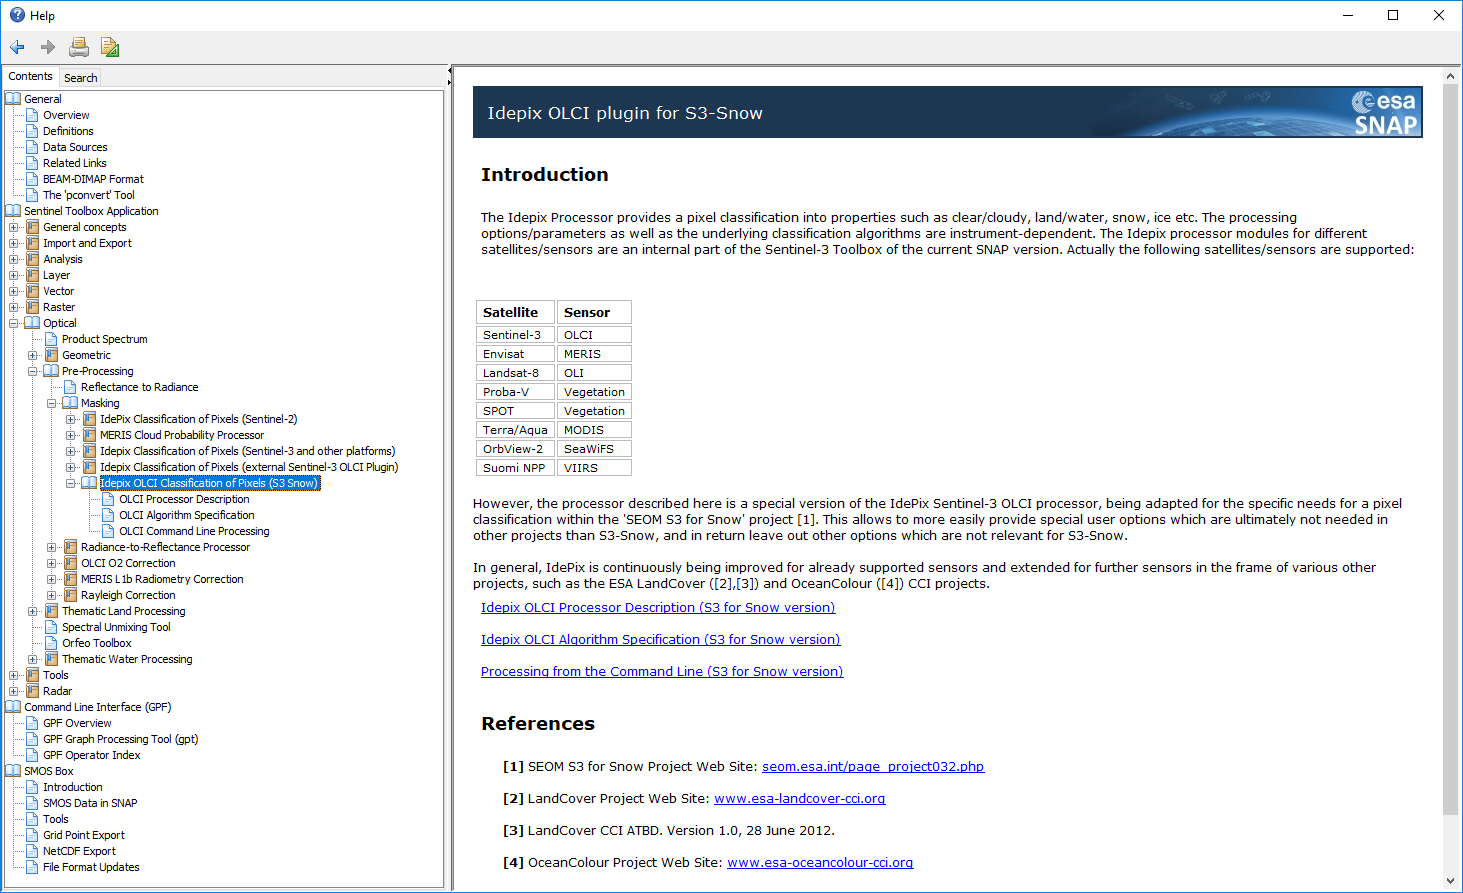 Help
Contents
Search
General
Overview
Definitions
Data Sources
Related Links
BEAM-DIMAP Format
The 'pconvert' Tool
Sentinel Toolbox Application
General concepts
Import and Export
Analysis
Layer
Vector
Raster
Optical
Product Spectrum
Geometric
Pre-Processing
Reflectance to Radiance
Masking
IdePix Classification of Pixels (Sentinel-2)
MERIS Cloud Probability Processor
Idepix Classification of Pixels (Sentinel-3 and other platforms)
Idepix Classification of Pixels (external Sentinel-3 OLCI Plugin)
Idepix OLCI Classification of Pixels (S3 Snow)
OLCI Processor Description
OLCI Algorithm Specification
OLCI Command Line Processing
Radiance-to-Reflectance Processor
OLCI O2 Correction
MERIS L1b Radiometry Correction
Rayleigh Correction
Thematic Land Processing
Spectral Unmixing Tool
Orfeo Toolbox
Thematic Water Processing
Tools
Radar
Command Line Interface (GPF)
GPF Overview
GPF Graph Processing Tool (gpt)
GPF Operator Index
SMOS Box
Introduction
SMOS Data in SNAP
Tools
Grid Point Export
NetCDF Export
File Format Updates
Idepix OLCI plugin for S3-Snow
esa
SNAP
Introduction
The Idepix Processor provides a pixel classification into properties such as clear/cloudy, land/water, snow, ice etc. The processing
options/parameters as well as the underlying classification algorithms are instrument-dependent. The Idepix processor modules for different
satellites/sensors are an internal part of the Sentinel-3 Toolbox of the current SNAP version. Actually the following satellites/sensors are supported:
Satellite Sensor
Sentinel-3 OLCI
Envisat MERIS
Landsat-8 OLI
Proba-V Vegetation
SPOT Vegetation
Terra/Aqua MODIS
OrbView-2 SeaWiFS
Suomi NPP VIIRS
However, the processor described here is a special version of the IdePix Sentinel-3 OLCI processor, being adapted for the specific needs for a pixel
classification within the 'SEOM S3 for Snow' project [1]. This allows to more easily provide special user options which are ultimately not needed in
other projects than S3-Snow, and in return leave out other options which are not relevant for S3-Snow.
In general, IdePix is continuously being improved for already supported sensors and extended for further sensors in the frame of various other
projects, such as the ESA LandCover ([2],[3]) and OceanColour ([4]) CCI projects.
Idepix OLCI Processor Description (S3 for Snow version)
Idepix OLCI Algorithm Specification (S3 for Snow version)
Processing from the Command Line (S3 for Snow version)
References
[1] SEOM S3 for Snow Project Web Site: seom.esa.int/page_project032.php
[2] LandCover Project Web Site: www.esa-landcover-cci.org
[3] LandCover CCI ATBD. Version 1.0, 28 June 2012.
[4] OceanColour Project Web Site: www.esa-oceancolour-cci.org